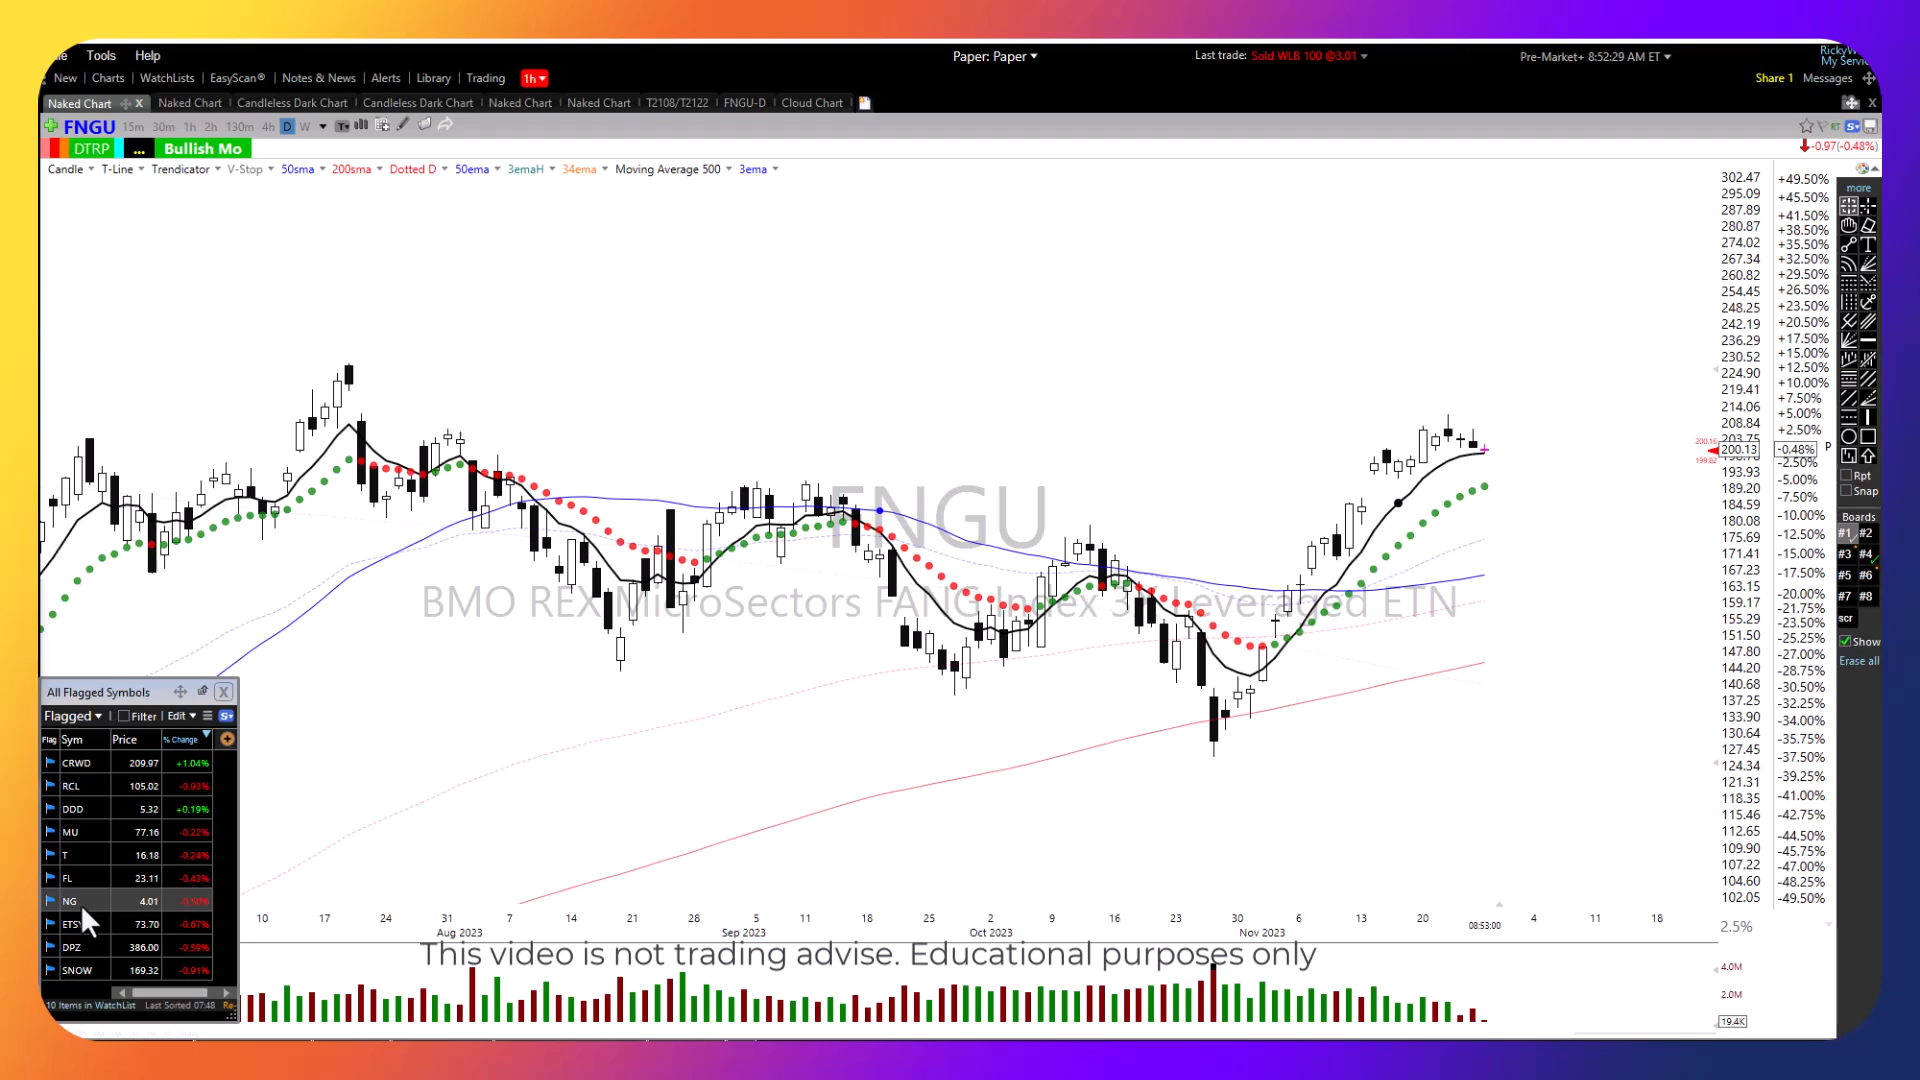 Tools Help
Paper: Paper
Last trade: Sold WLB 100 @3.01
Pre-Market+ 8:52:29 AM ET
My Servic
New | Charts | WatchLists | EasyScan® | Notes & News | Alerts | Library | Trading 1h
Share 1 Messages
Naked Chart X Naked Chart Candleless Dark Chart Candleless Dark Chart Naked Chart Naked Chart T2108/T2122 FNGU-D Cloud Chart X
FNGU 15m 30m 1h 2h 130m 4h D W
DTRP ... Bullish Mo
-0.97(-0.48%)
Candle T-Line Trendicator V-Stop 50sma 200sma Dotted D 50ema 3emaH 34ema Moving Average 500 3ema
302.47 +49.50%
295.09 +45.50%
287.89 +41.50%
280.87 +38.50%
274.02 +35.50%
267.34 +32.50%
260.82 +29.50%
254.45 +26.50%
248.25 +23.50%
242.19 +20.50%
236.29 +17.50%
230.52 +15.00%
224.90 +12.50%
219.41 +10.00%
214.06 +7.50%
208.84 +5.00%
203.75 +2.50%
200.16
200.13 -0.48% P
199.82
-2.50%
193.93 -5.00%
189.20 -7.50%
184.59 -10.00%
180.08 -12.50%
175.69 -15.00%
171.41 -17.50%
167.23 -20.00%
163.15 -21.75%
159.17 -23.50%
155.29 -25.25%
151.50 -27.00%
147.80 -28.75%
144.20 -30.50%
140.68 -32.25%
137.25 -34.00%
133.90 -35.75%
130.64 -37.50%
127.45 -39.25%
124.34 -41.00%
121.31 -42.75%
118.35 -44.50%
115.46 -45.75%
112.65 -47.00%
109.90 -48.25%
107.22 -49.50%
104.60
102.05
more
Rpt
Snap
Boards
#1 #2
#3 #4
#5 #6
#7 #8
scr
Show
Erase all
FNGU
BMO REX MicroSectors FANG Index 3X Leveraged ETN
All Flagged Symbols X
Flagged | Filter | Edit
Flag Sym Price % Change
CRWD 209.97 +1.04%
RCL 105.02 -0.93%
DDD 5.32 +0.19%
MU 77.16 -0.22%
T 16.18 -0.24%
FL 23.11 -0.43%
NG 4.01 -0.50%
ETSY 73.70 -0.67%
DPZ 386.00 -0.59%
SNOW 169.32 -0.91%
10 Items in WatchList Last Sorted 07:48 Re-
10 17 24 31 7 14 21 28 5 11 18 25 2 9 16 23 30 6 13 20 4 11 18
Aug 2023 Sep 2023 Oct 2023 Nov 2023
08:53:00
2.5%
This video is not trading advise. Educational purposes only
4.0M
2.0M
19.4K